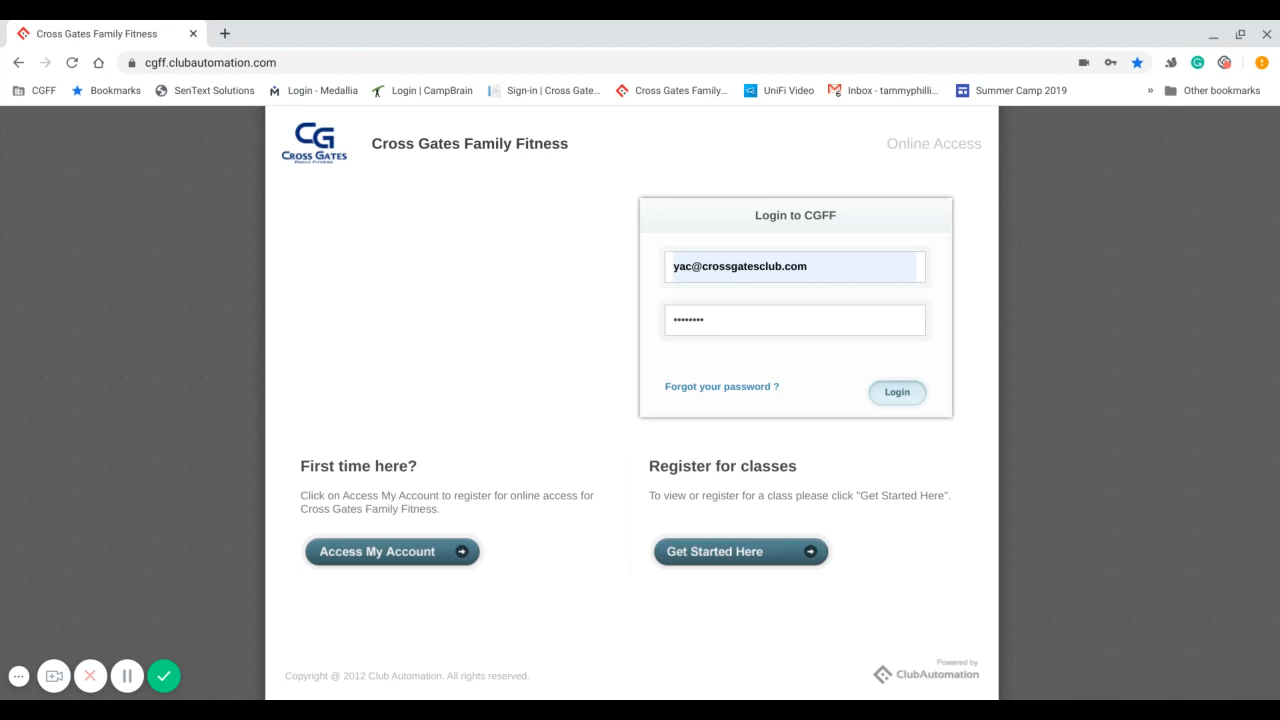 Cross Gates Family Fitness
cgff.clubautomation.com
CGFF Bookmarks SenText Solutions Login - Medallia Login | CampBrain Sign-in | Cross Gate... Cross Gates Family... UniFi Video Inbox - tammyphilli... Summer Camp 2019 » Other bookmarks
CG
CROSS GATES
FAMILY FITNESS
Cross Gates Family Fitness
Online Access
Login to CGFF
yac@crossgatesclub.com
••••••••
Forgot your password ?
Login
First time here?
Click on Access My Account to register for online access for
Cross Gates Family Fitness.
Access My Account
Register for classes
To view or register for a class please click "Get Started Here".
Get Started Here
Copyright @ 2012 Club Automation. All rights reserved.
Powered by
ClubAutomation